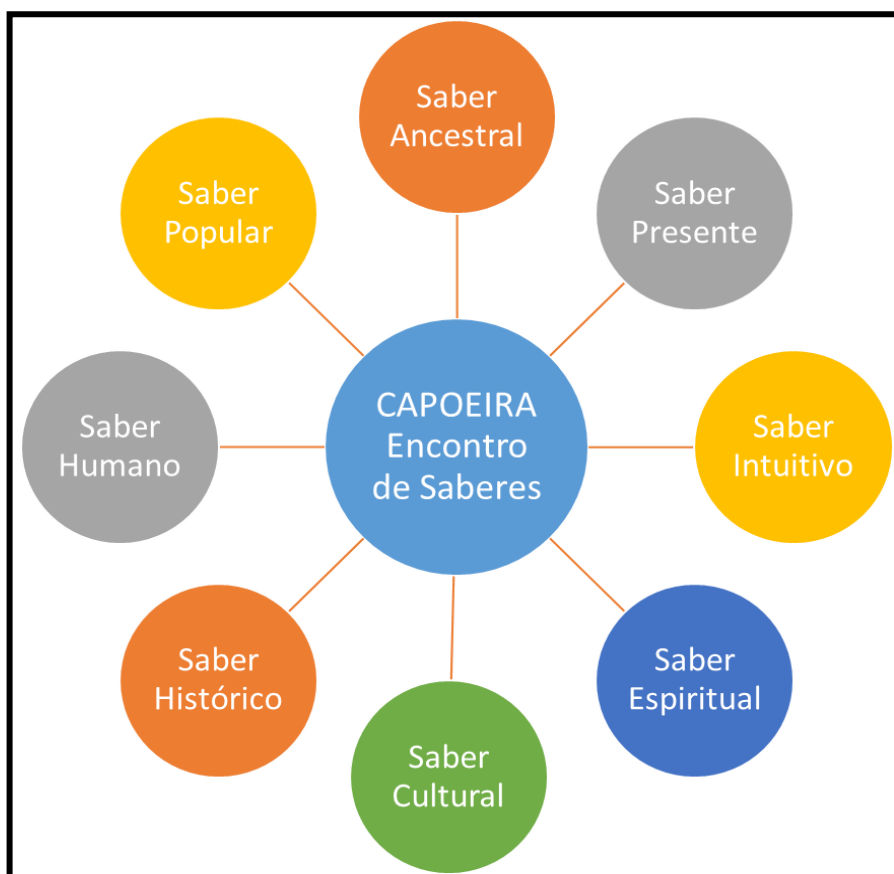 Saber
Ancestral
Saber
Presente
Saber
Intuitivo
Saber
Espiritual
Saber
Cultural
Saber
Histórico
Saber
Humano
Saber
Popular
CAPOEIRA
Encontro
de Saberes